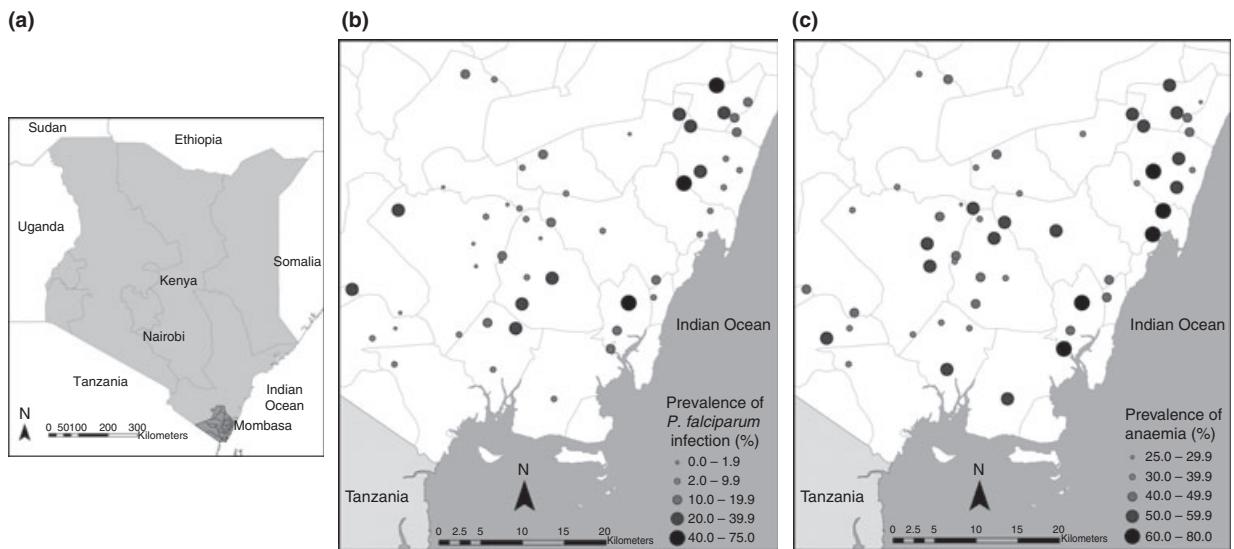 (a)
Sudan
Ethiopia
Uganda
Somalia
Kenya
Nairobi
Tanzania
Indian
Ocean
N
Mombasa
0 50100 200 300
Kilometers
(b)
Indian Ocean
Prevalence of
P. falciparum
infection (%)
0.0 – 1.9
2.0 – 9.9
10.0 – 19.9
20.0 – 39.9
40.0 – 75.0
N
Tanzania
0 2.5 5 10 15 20
Kilometers
(c)
Indian Ocean
Prevalence of
anaemia (%)
25.0 – 29.9
30.0 – 39.9
40.0 – 49.9
50.0 – 59.9
60.0 – 80.0
N
Tanzania
0 2.5 5 10 15 20
Kilometers